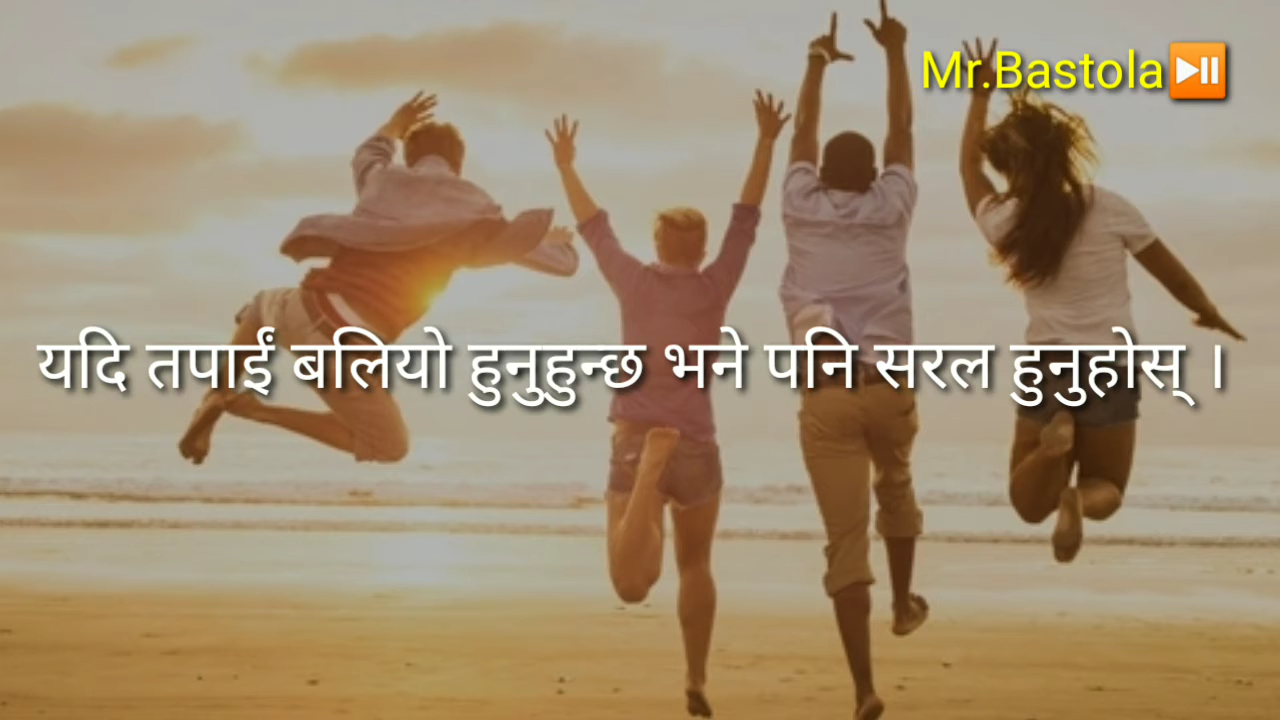 Mr.Bastola⏯
यदि तपाईं बलियो हुनुहुन्छ भने पनि सरल हुनुहोस् ।